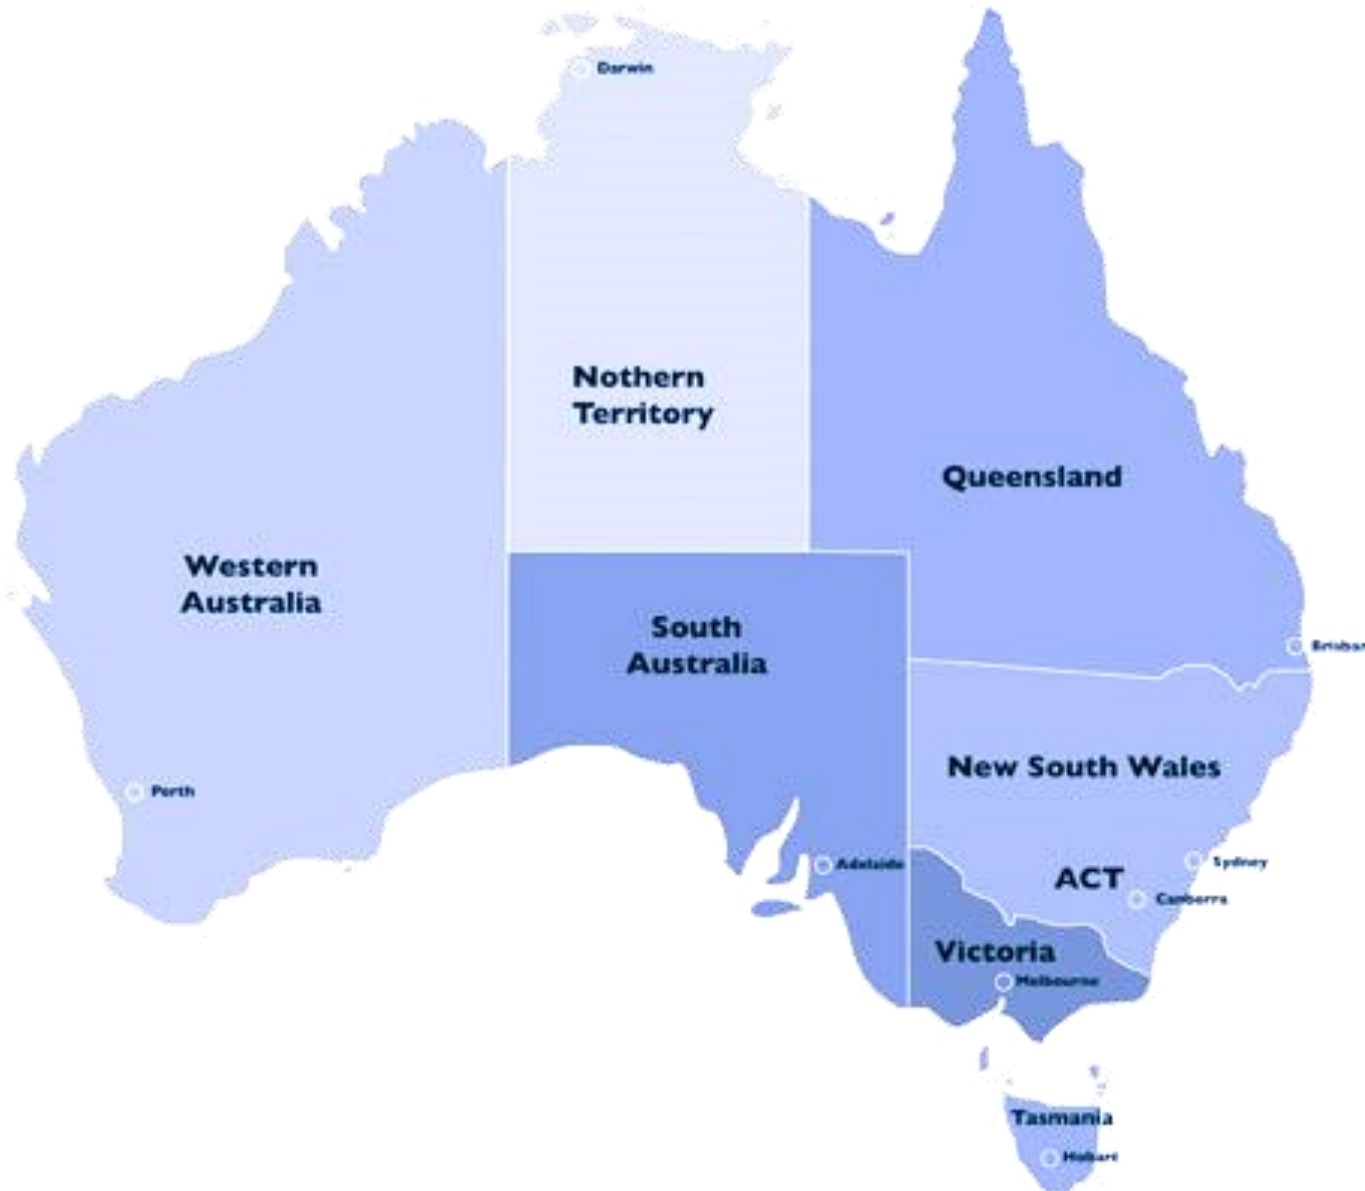 Darwin
Nothern
Territory
Queensland
Western
Australia
South
Australia
Brisban
New South Wales
Perth
Adelaide
Sydney
ACT
Canberra
Victoria
Melbourne
Tasmania
Hobart